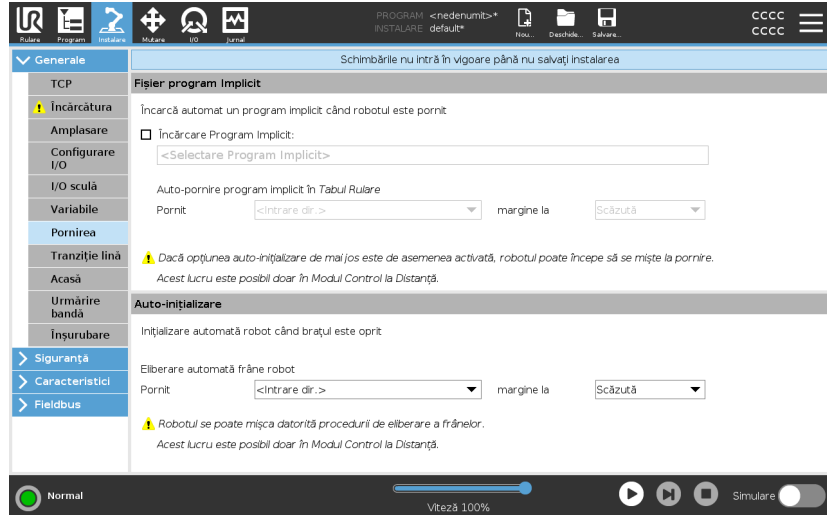 Rulare
Program
Instalare
Mutare
I/O
Jurnal
PROGRAM <nedenumit>*
INSTALARE default*
Nou...
Deschide...
Salvare...
cccc
cccc
Generale
TCP
Încărcătura
Amplasare
Configurare
I/O
I/O sculă
Variabile
Pornirea
Tranziție lină
Acasă
Urmărire
bandă
Înșurubare
Siguranță
Caracteristici
Fieldbus
Schimbările nu intră în vigoare până nu salvați instalarea
Fișier program Implicit
Încarcă automat un program implicit când robotul este pornit
Încărcare Program Implicit:
<Selectare Program Implicit>
Auto-pornire program implicit în Tabul Rulare
Pornit <Intrare dir.> margine la Scăzută
Dacă opțiunea auto-inițializare de mai jos este de asemenea activată, robotul poate începe să se miște la pornire.
Acest lucru este posibil doar în Modul Control la Distanță.
Auto-inițializare
Inițializare automată robot când brațul este oprit
Eliberare automată frâne robot
Pornit <Intrare dir.> margine la Scăzută
Robotul se poate mișca datorită procedurii de eliberare a frânelor.
Acest lucru este posibil doar în Modul Control la Distanță.
Normal
Viteză 100%
Simulare